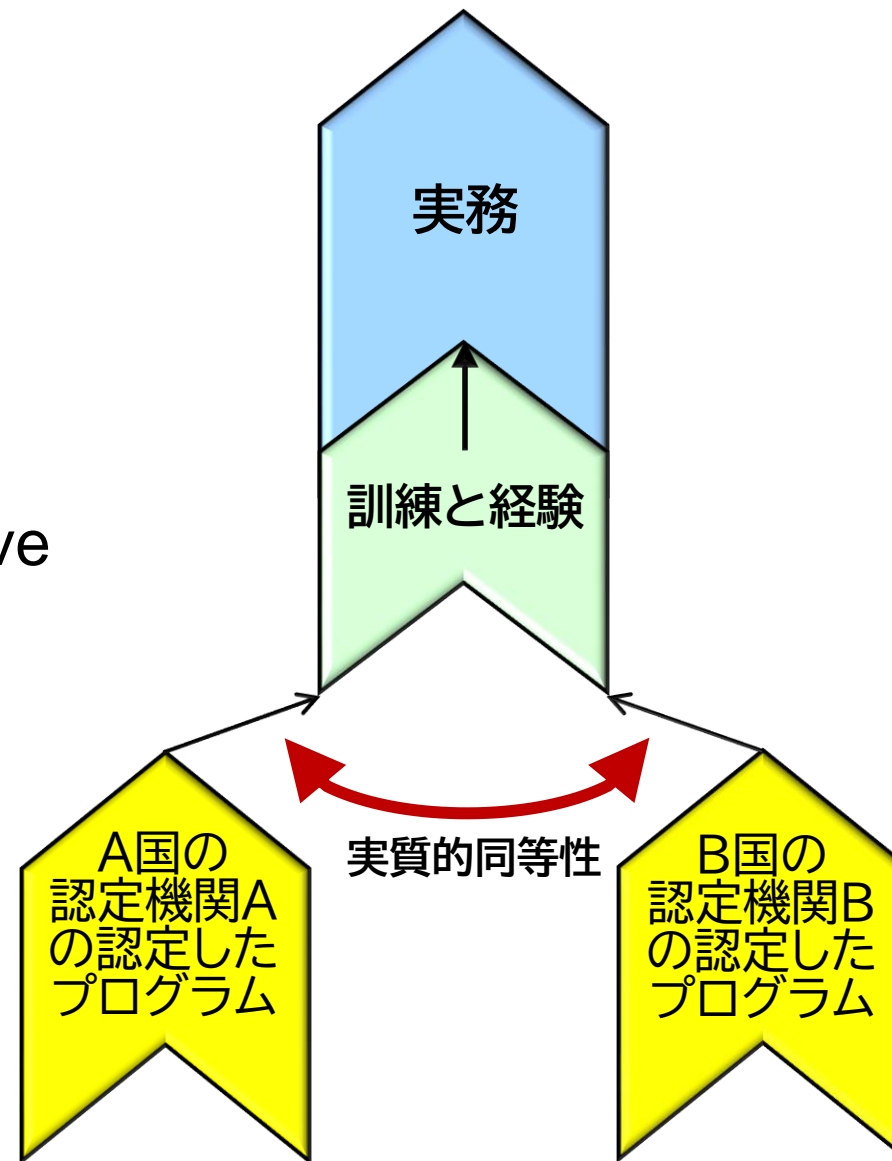 実務
訓練と経験
ve
実質的同等性
A国の
認定機関A
の認定した
プログラム
B国の
認定機関B
の認定した
プログラム